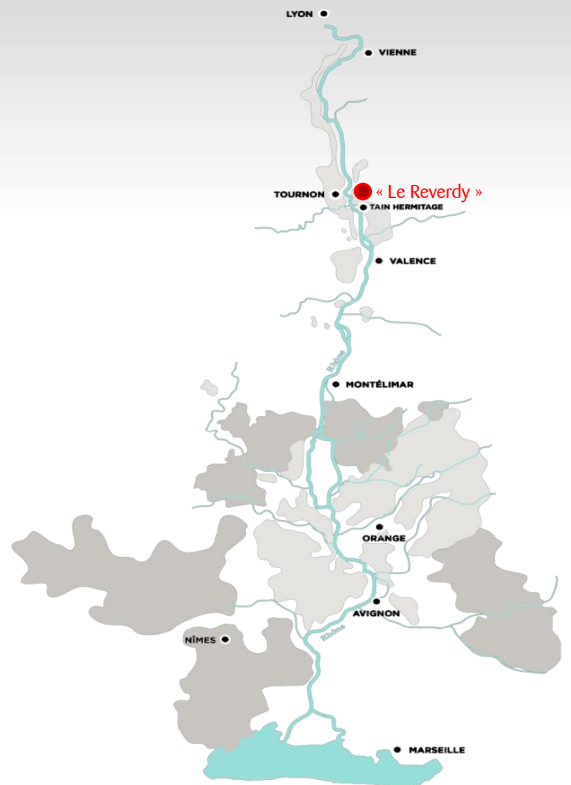 LYON
VIENNE
« Le Reverdy »
TOURNON
TAIN HERMITAGE
VALENCE
Rhône
MONTÉLIMAR
ORANGE
AVIGNON
Rhône
NÎMES
MARSEILLE